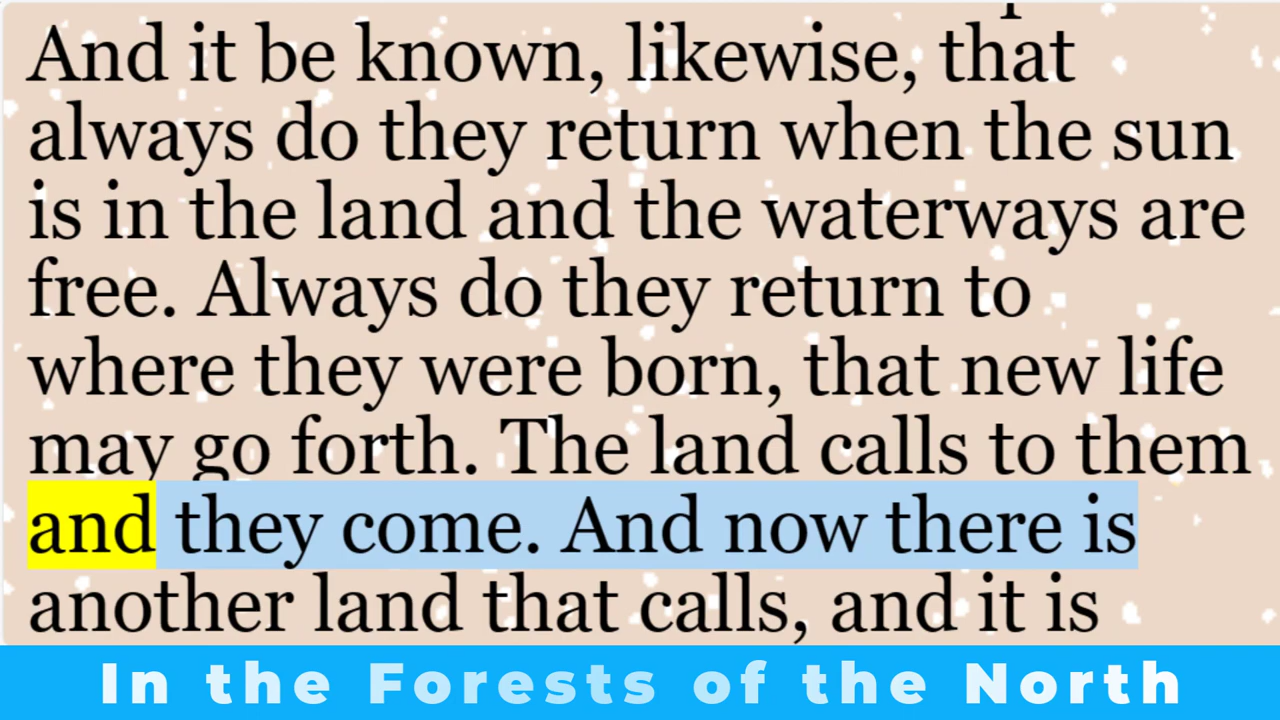 And it be known, likewise, that
always do they return when the sun
is in the land and the waterways are
free. Always do they return to
where they were born, that new life
may go forth. The land calls to them
and they come. And now there is
another land that calls, and it is
In the Forests of the North